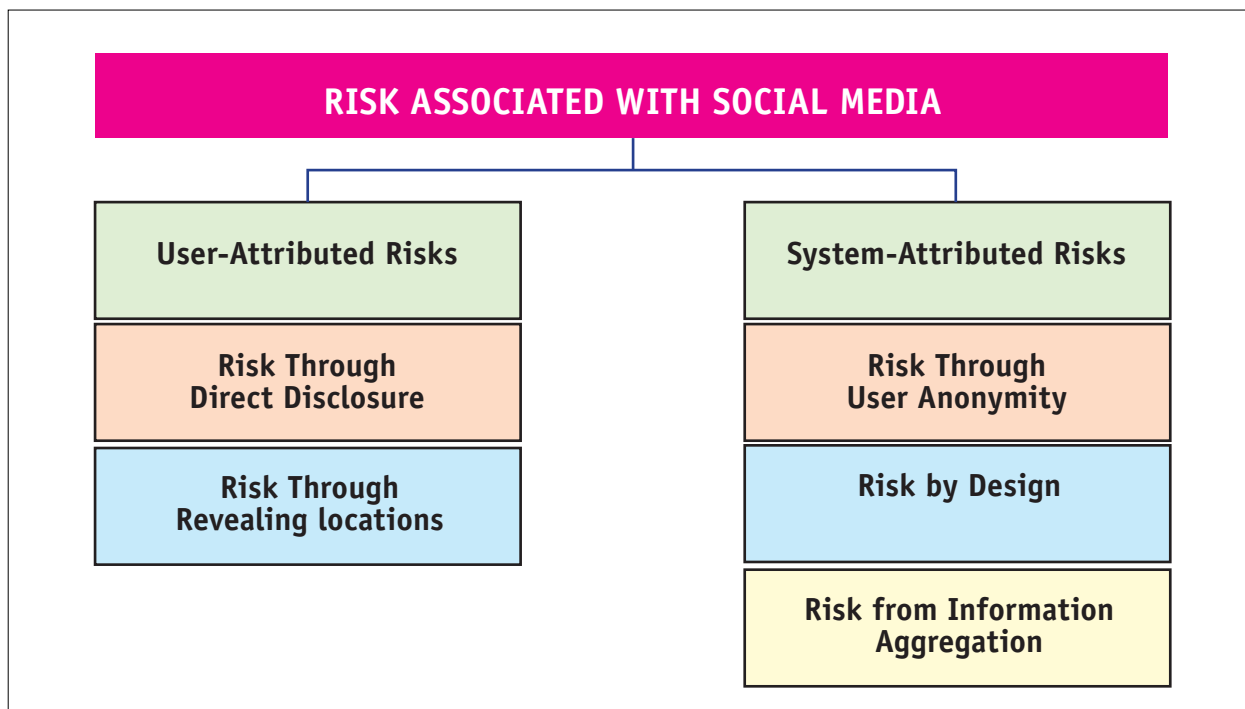 RISK ASSOCIATED WITH SOCIAL MEDIA
User-Attributed Risks
Risk Through
Direct Disclosure
Risk Through
Revealing locations
System-Attributed Risks
Risk Through
User Anonymity
Risk by Design
Risk from Information
Aggregation